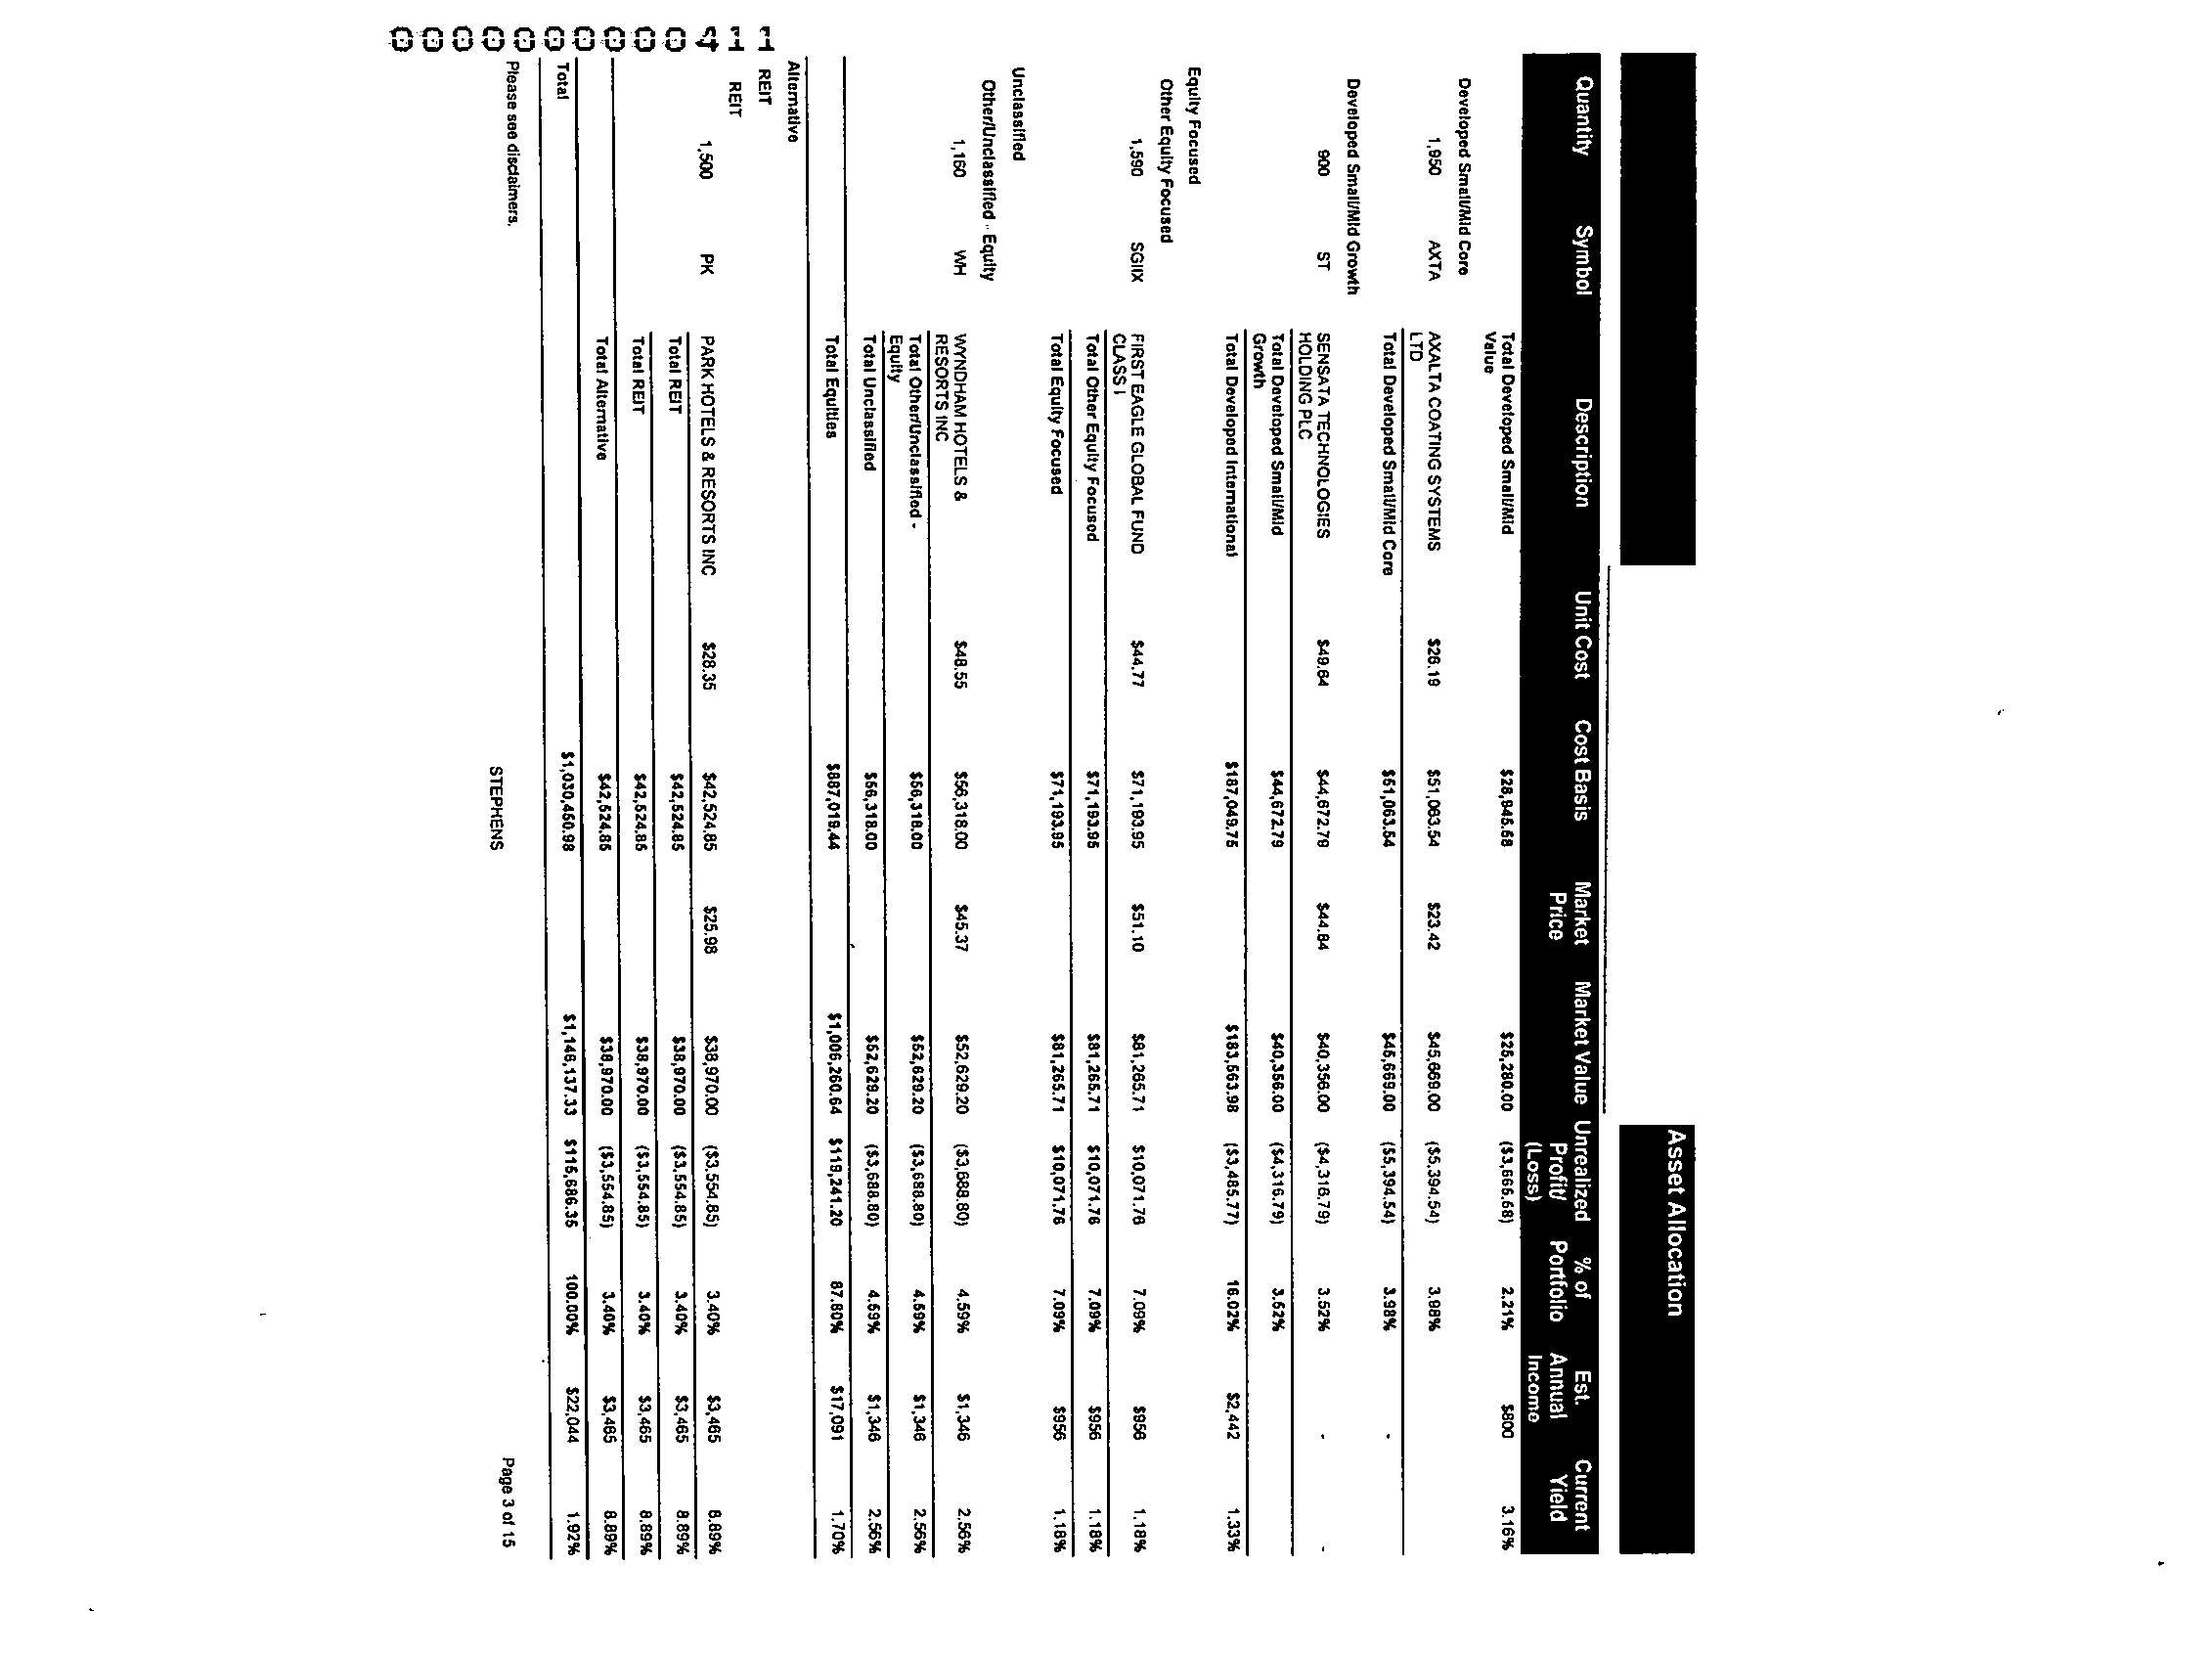 Asset Allocation
Quantity Symbol Description Unit Cost Cost Basis Market Price Market Value Unrealized Profit/ (Loss) % of Portfolio Est. Annual Income Current Yield
Total Developed Small/Mid $28,945.68 $25,280.00 ($3,665.68) 2.21% $800 3.16%
Value
Developed Small/Mid Core
1,950 AXTA AXALTA COATING SYSTEMS $26.19 $51,063.54 $23.42 $45,669.00 ($5,394.54) 3.98%
LTD
Total Developed Small/Mid Core $51,063.54 $45,669.00 ($5,394.54) 3.98% -
Developed Small/Mid Growth
900 ST SENSATA TECHNOLOGIES $49.64 $44,672.79 $44.84 $40,356.00 ($4,316.79) 3.52% - -
HOLDING PLC
Total Developed Small/Mid $44,672.79 $40,356.00 ($4,316.79) 3.52%
Growth
Total Developed International $187,049.75 $183,563.98 ($3,485.77) 16.02% $2,442 1.33%
Equity Focused
Other Equity Focused
1,590 SGIIX FIRST EAGLE GLOBAL FUND $44.77 $71,193.95 $51.10 $81,265.71 $10,071.76 7.09% $956 1.18%
CLASS I
Total Other Equity Focused $71,193.95 $81,265.71 $10,071.76 7.09% $956 1.18%
Total Equity Focused $71,193.95 $81,265.71 $10,071.76 7.09% $956 1.18%
Unclassified
Other/Unclassified - Equity
1,160 WH WYNDHAM HOTELS & $48.55 $56,318.00 $45.37 $52,629.20 ($3,688.80) 4.59% $1,346 2.56%
RESORTS INC
Total Other/Unclassified - $56,318.00 $52,629.20 ($3,688.80) 4.59% $1,346 2.56%
Equity
Total Unclassified $56,318.00 $52,629.20 ($3,688.80) 4.59% $1,346 2.56%
Total Equities $887,019.44 $1,006,260.64 $119,241.20 87.80% $17,091 1.70%
Alternative
REIT
REIT
1,500 PK PARK HOTELS & RESORTS INC $28.35 $42,524.85 $25.98 $38,970.00 ($3,554.85) 3.40% $3,465 8.89%
Total REIT $42,524.85 $38,970.00 ($3,554.85) 3.40% $3,465 8.89%
Total REIT $42,524.85 $38,970.00 ($3,554.85) 3.40% $3,465 8.89%
Total Alternative $42,524.85 $38,970.00 ($3,554.85) 3.40% $3,465 8.89%
Total $1,030,450.98 $1,146,137.33 $115,686.35 100.00% $22,044 1.92%
Please see disclaimers.
STEPHENS
Page 3 of 15